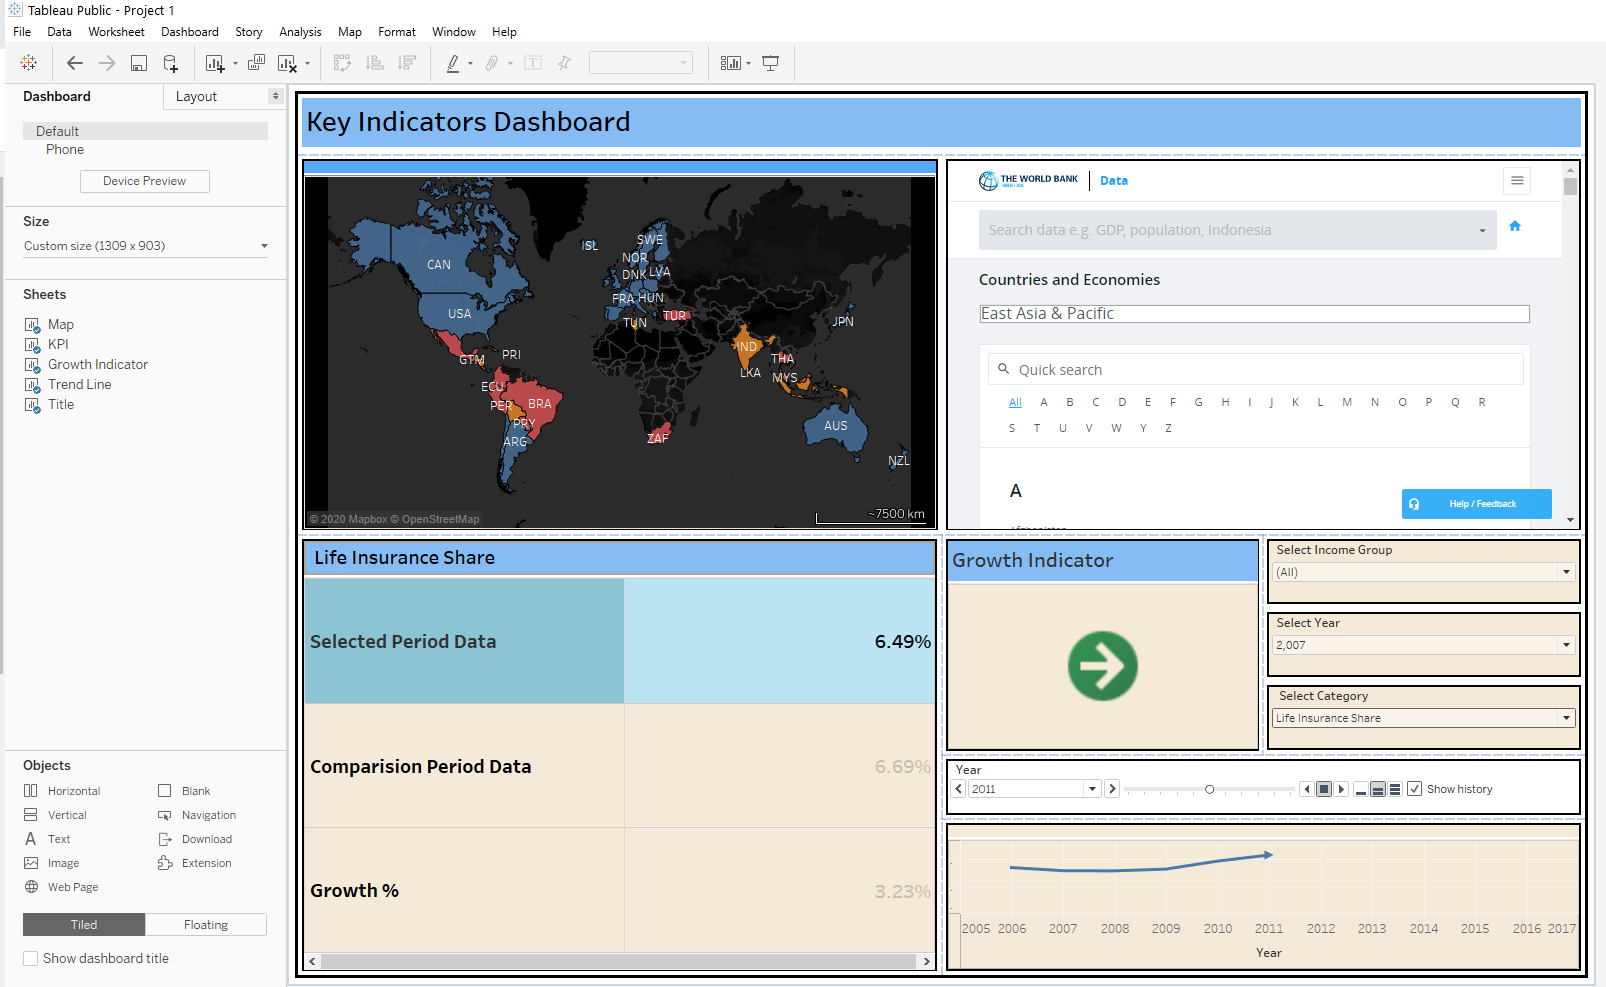 Tableau Public - Project 1
File Data Worksheet Dashboard Story Analysis Map Format Window Help
Dashboard
Layout
Default
Phone
Device Preview
Size
Custom size (1309 x 903)
Sheets
Map
KPI
Growth Indicator
Trend Line
Title
Objects
Horizontal Blank
Vertical Navigation
Text Download
Image Extension
Web Page
Tiled Floating
Show dashboard title
Key Indicators Dashboard
ISL
SWE
NOR
DNK
LVA
CAN
FRA
HUN
USA
TUN
TUR
JPN
GTM
PRI
IND
THA
LKA
MYS
ECU
PER
BRA
PRY
ARG
ZAF
AUS
NZL
© 2020 Mapbox © OpenStreetMap
~7500 km
THE WORLD BANK
IBRD • IDA
Data
Search data e.g. GDP, population, Indonesia
Countries and Economies
East Asia & Pacific
Quick search
All A B C D E F G H I J K L M N O P Q R
S T U V W Y Z
A
Afghanistan
Help / Feedback
Life Insurance Share
Selected Period Data 6.49%
Comparision Period Data 6.69%
Growth % 3.23%
Growth Indicator
Select Income Group
(All)
Select Year
2,007
Select Category
Life Insurance Share
Year
2011
Show history
2005 2006 2007 2008 2009 2010 2011 2012 2013 2014 2015 2016 2017
Year